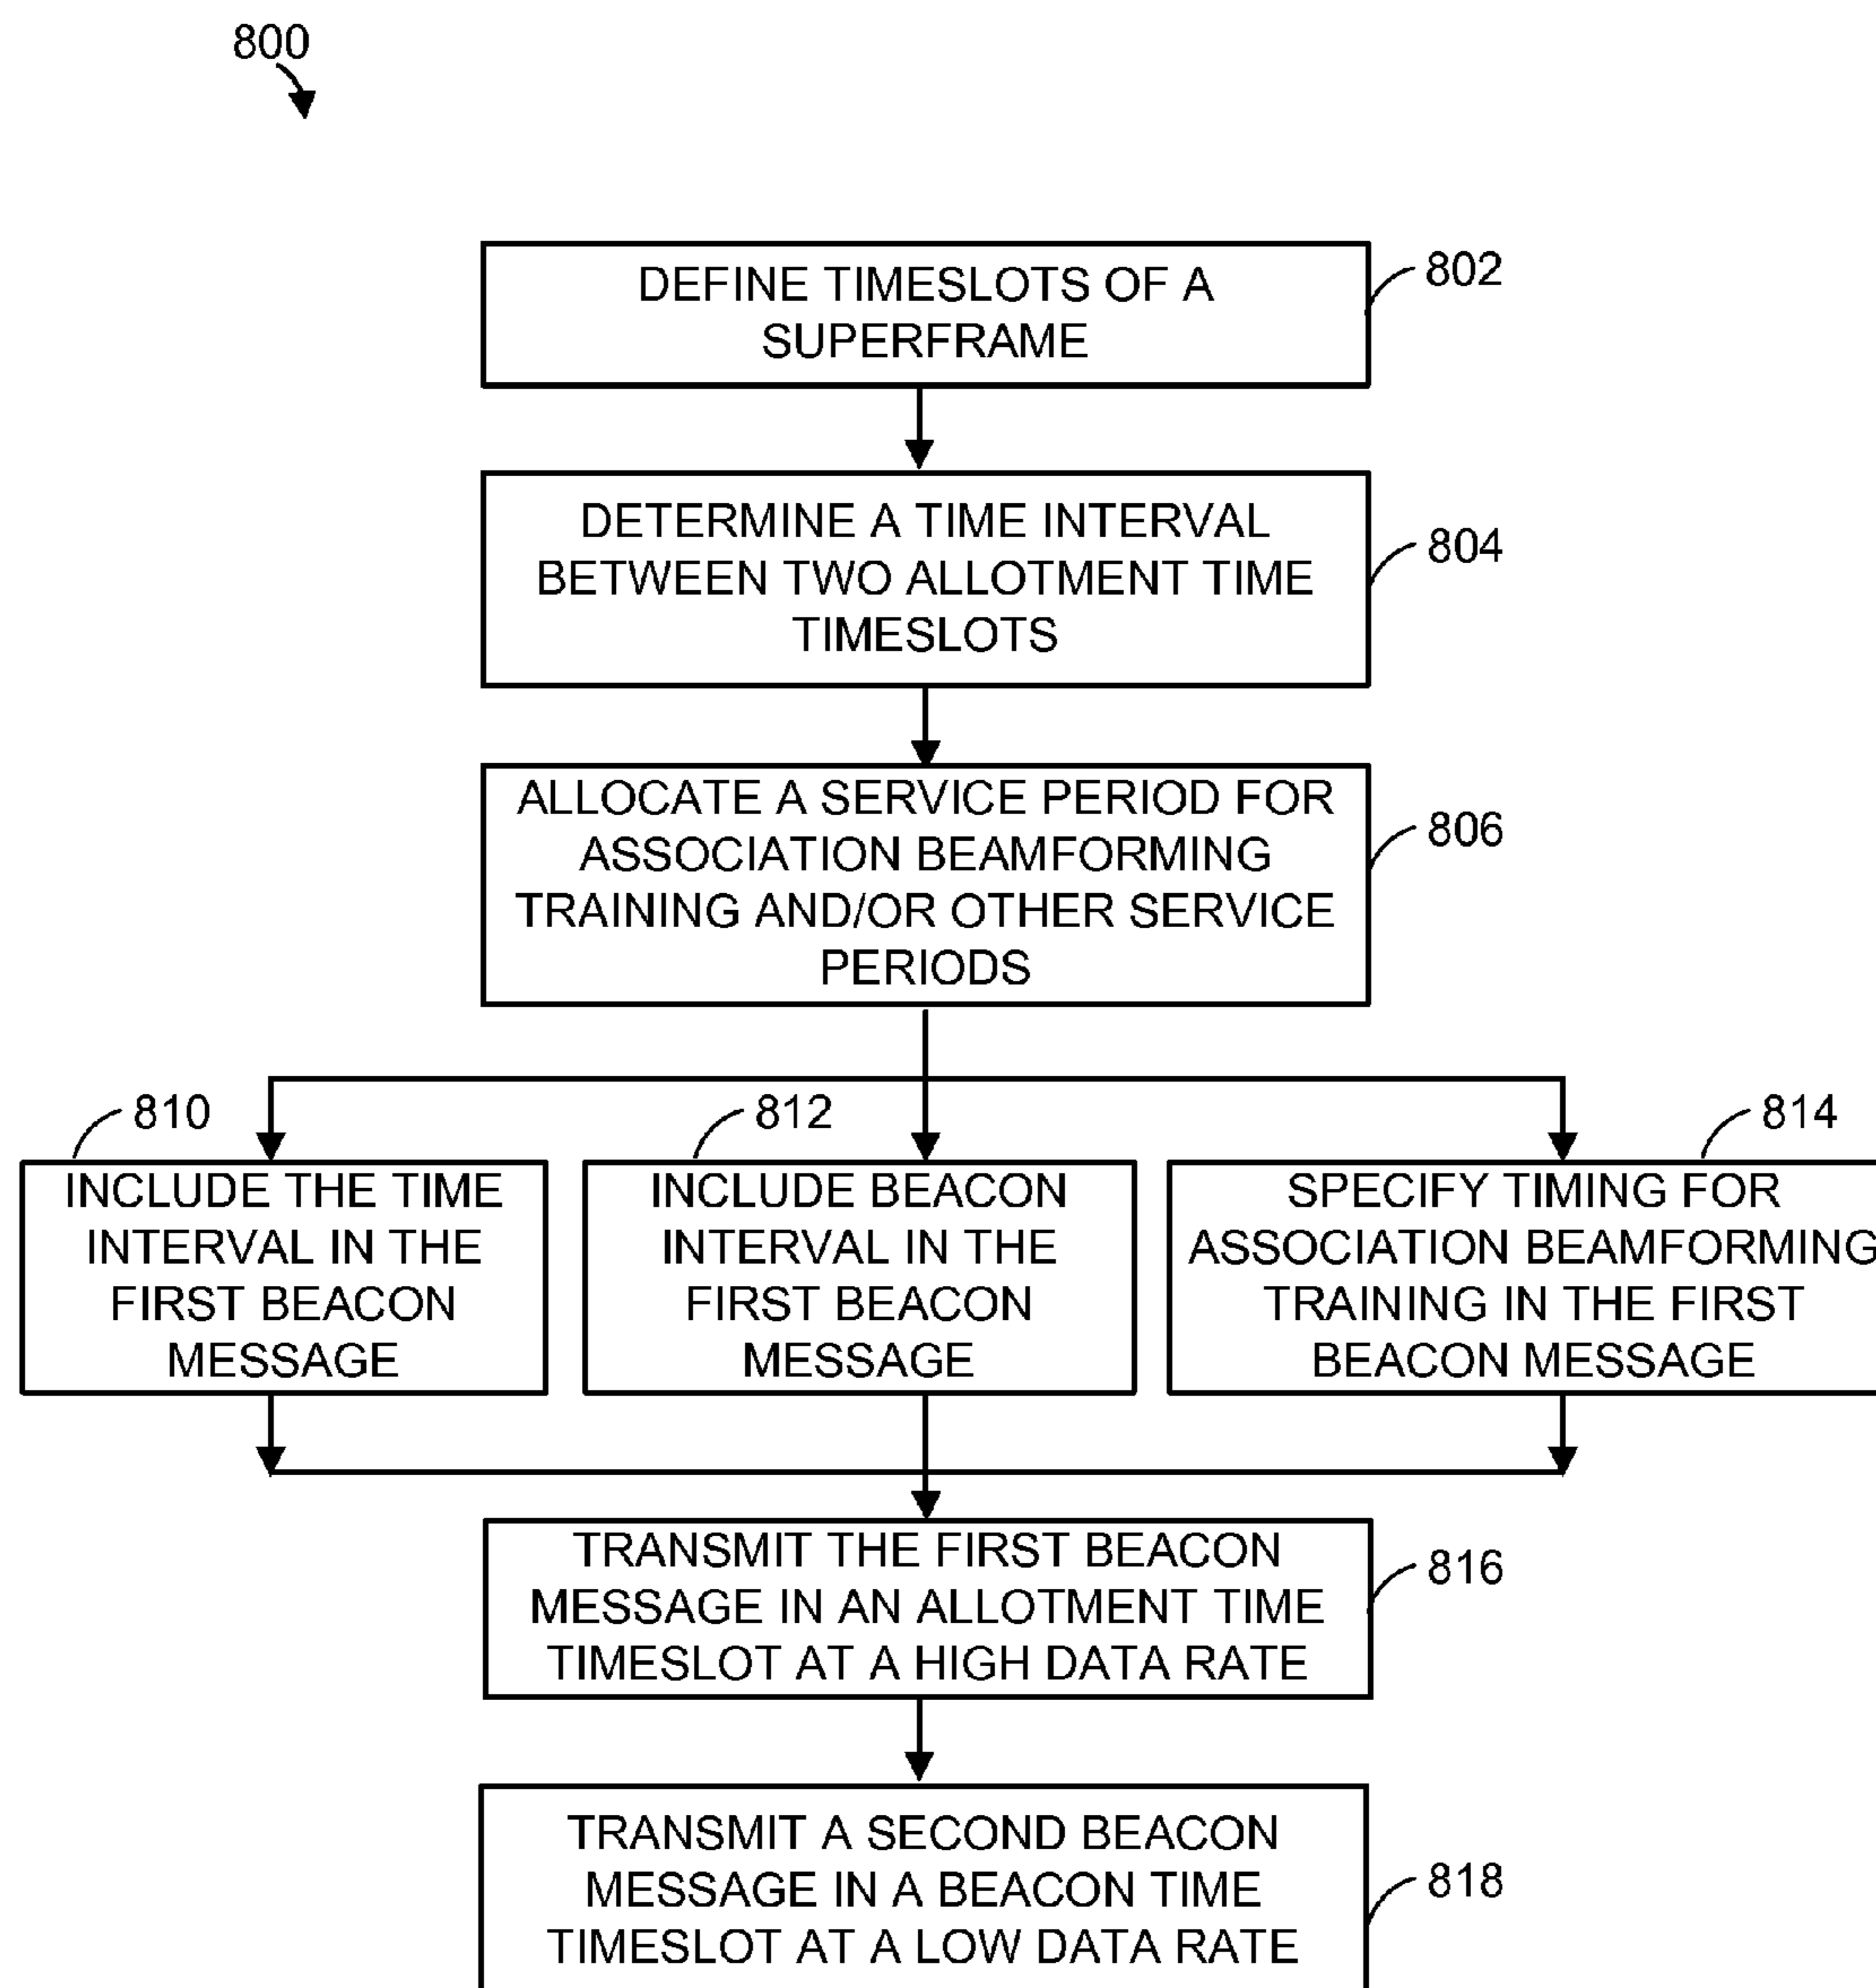 800
DEFINE TIMESLOTS OF A
SUPERFRAME
802
DETERMINE A TIME INTERVAL
BETWEEN TWO ALLOTMENT TIME
TIMESLOTS
804
ALLOCATE A SERVICE PERIOD FOR
ASSOCIATION BEAMFORMING
TRAINING AND/OR OTHER SERVICE
PERIODS
806
810
INCLUDE THE TIME
INTERVAL IN THE
FIRST BEACON
MESSAGE
812
INCLUDE BEACON
INTERVAL IN THE
FIRST BEACON
MESSAGE
814
SPECIFY TIMING FOR
ASSOCIATION BEAMFORMING
TRAINING IN THE FIRST
BEACON MESSAGE
TRANSMIT THE FIRST BEACON
MESSAGE IN AN ALLOTMENT TIME
TIMESLOT AT A HIGH DATA RATE
816
TRANSMIT A SECOND BEACON
MESSAGE IN A BEACON TIME
TIMESLOT AT A LOW DATA RATE
818